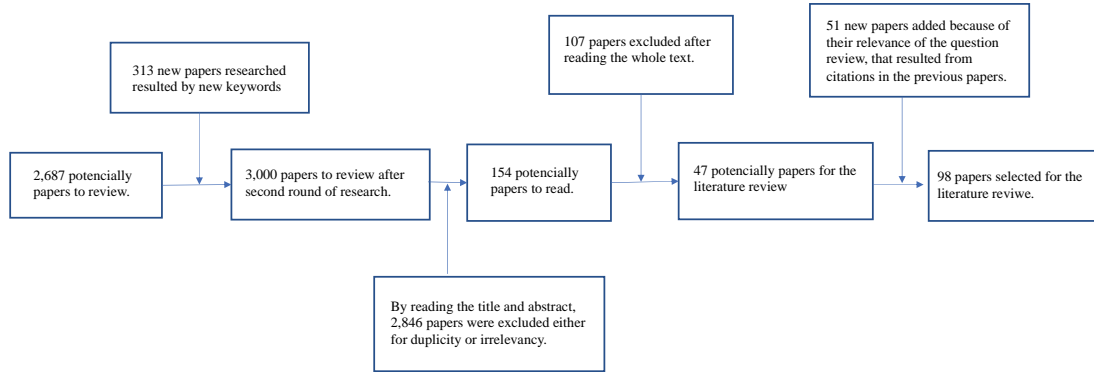 313 new papers researched
resulted by new keywords
107 papers excluded after
reading the whole text.
51 new papers added because of
their relevance of the question
review, that resulted from
citations in the previous papers.
2,687 potencially
papers to review.
3,000 papers to review after
second round of research.
154 potencially
papers to read.
47 potencially papers for the
literature review
98 papers selected for the
literature reviwe.
By reading the title and abstract,
2,846 papers were excluded either
for duplicity or irrelevancy.